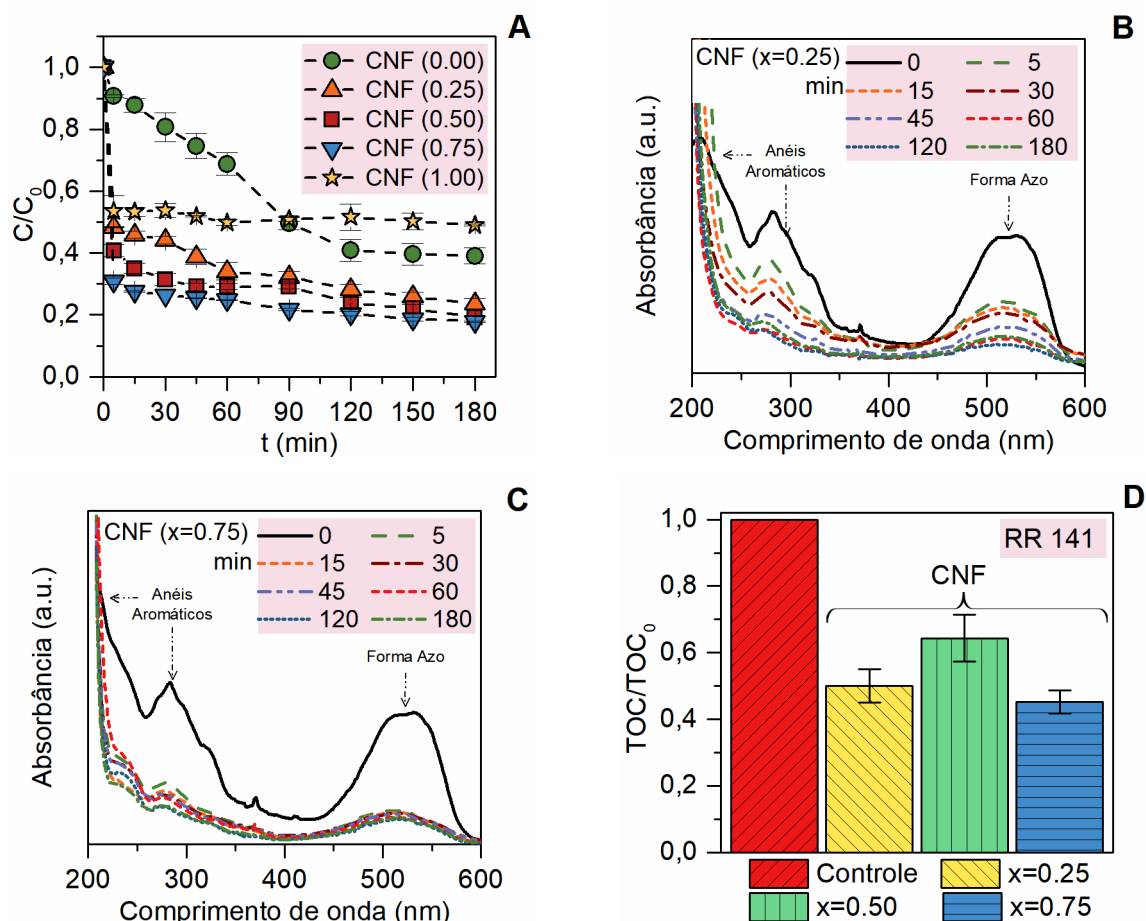 A
C/C0
1,0
0,8
0,6
0,4
0,2
0,0
CNF (0.00)
CNF (0.25)
CNF (0.50)
CNF (0.75)
CNF (1.00)
0 30 60 90 120 150 180
t (min)
B
Absorbância (a.u.)
CNF (x=0.25)
min
0 5
15 30
45 60
120 180
Anéis
Aromáticos
Forma Azo
200 300 400 500 600
Comprimento de onda (nm)
C
Absorbância (a.u.)
CNF (x=0.75)
min
0 5
15 30
45 60
120 180
Anéis
Aromáticos
Forma Azo
200 300 400 500 600
Comprimento de onda (nm)
D
TOC/TOC0
1,0
0,8
0,6
0,4
0,2
0,0
RR 141
CNF
Controle x=0.25
x=0.50 x=0.75